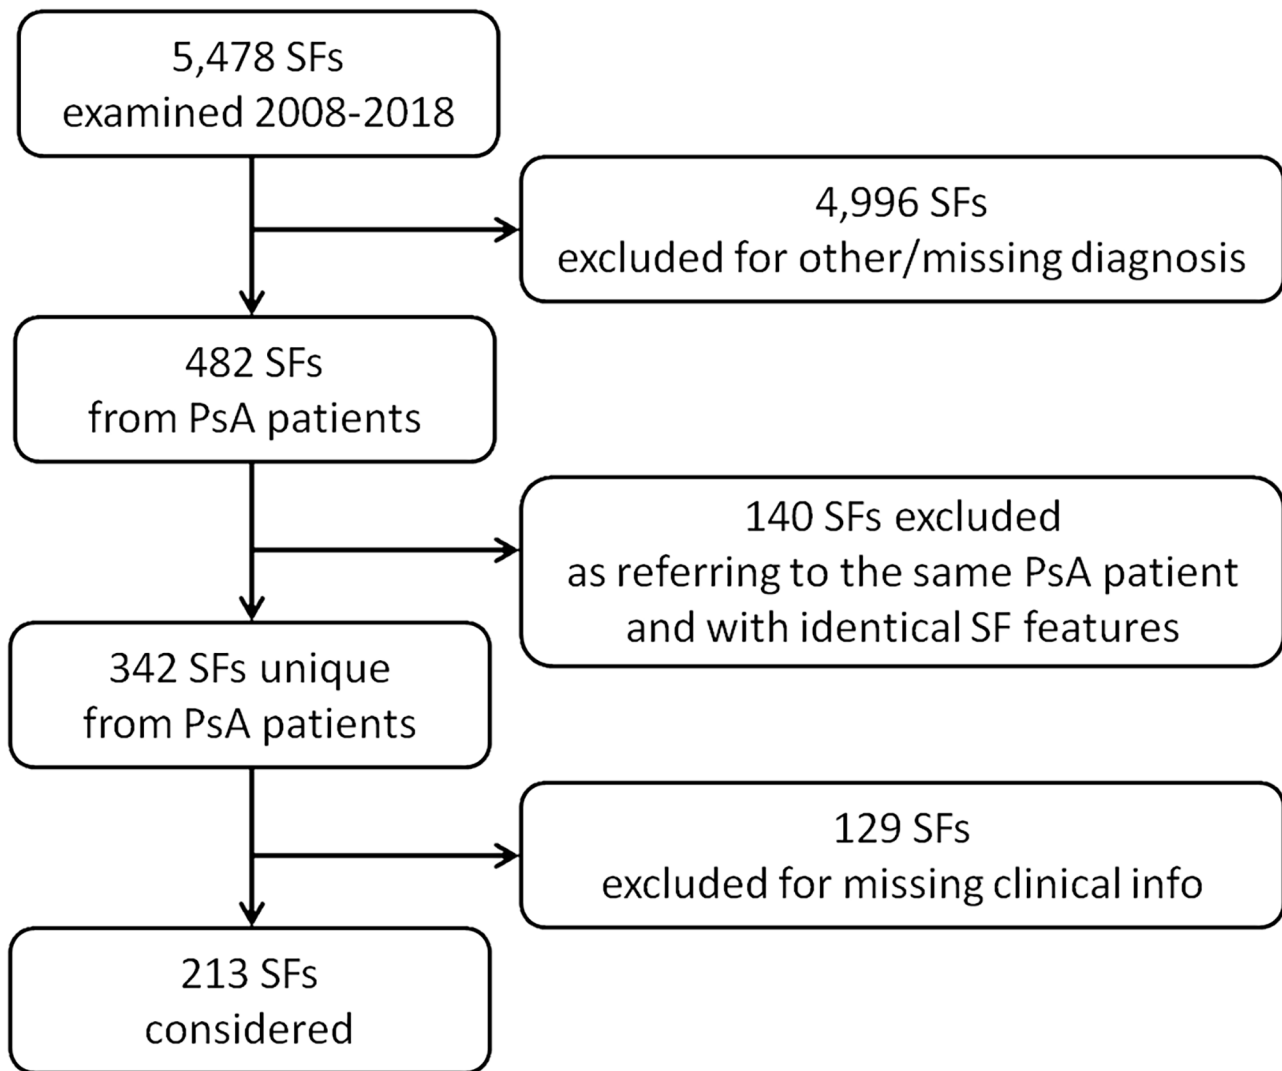 5,478 SFs
examined 2008-2018
4,996 SFs
excluded for other/missing diagnosis
482 SFs
from PsA patients
140 SFs excluded
as referring to the same PsA patient
and with identical SF features
342 SFs unique
from PsA patients
129 SFs
excluded for missing clinical info
213 SFs
considered